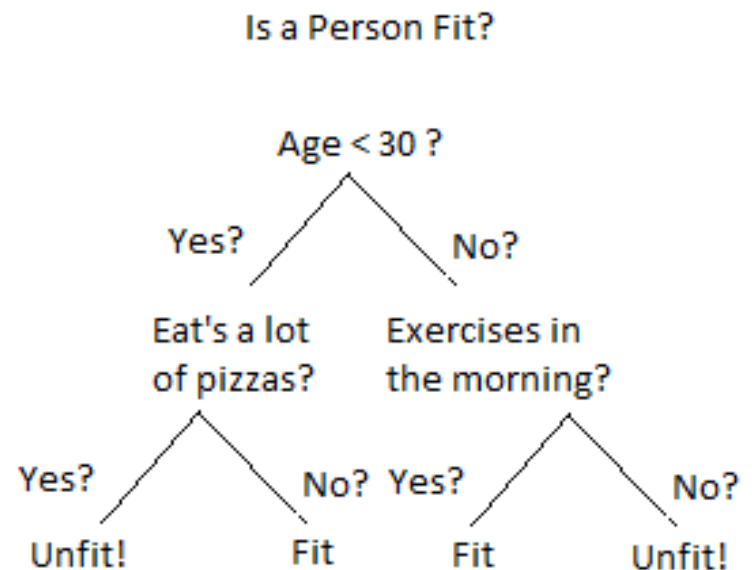 Is a Person Fit?
Age < 30 ?
Yes?
No?
Eat's a lot
of pizzas?
Exercises in
the morning?
Yes?
No?
Yes?
No?
Unfit!
Fit
Fit
Unfit!